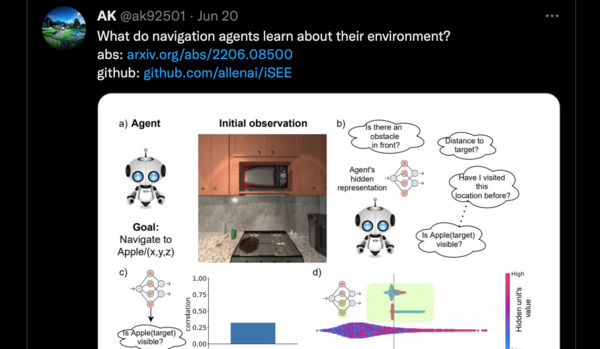 AK @ak92501 · Jun 20
What do navigation agents learn about their environment?
abs: arxiv.org/abs/2206.08500
github: github.com/allenai/iSEE
a) Agent
Initial observation
b)
Is there an
obstacle
in front?
Distance to
target?
Agent's
hidden
representation
Have I visited
this
location before?
Goal:
Navigate to
Apple/(x,y,z)
Is Apple(target)
visible?
c)
Is Apple(target)
visible?
correlation
1.00
0.75
0.50
0.25
0.00
d)
High
Hidden unit's
value